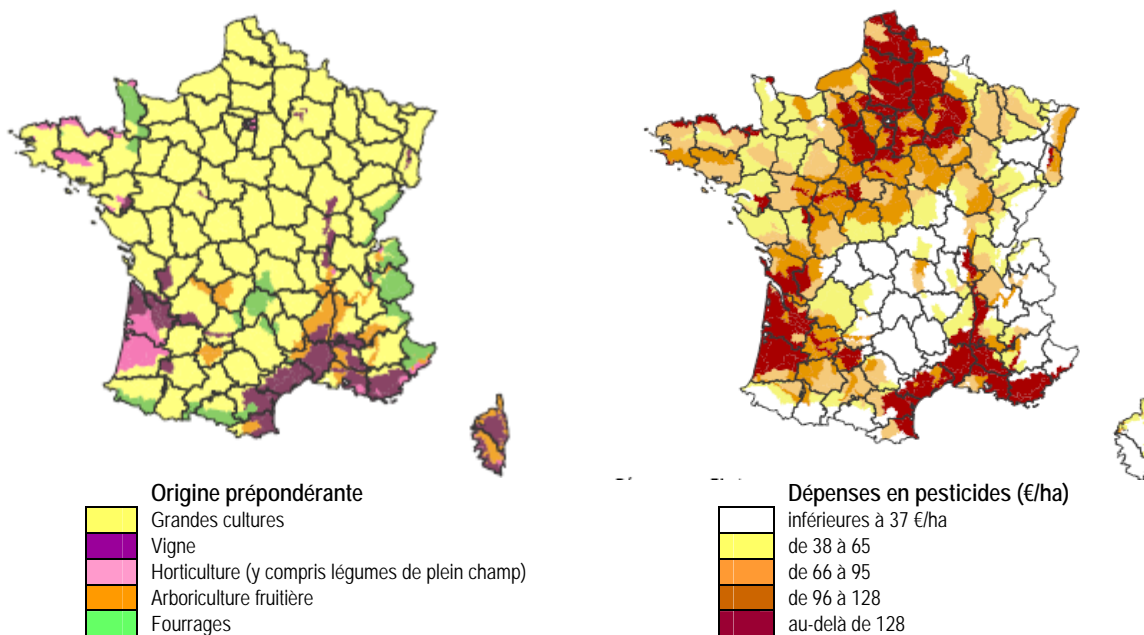 Origine prépondérante
Grandes cultures
Vigne
Horticulture (y compris légumes de plein champ)
Arboriculture fruitière
Fourrages
Dépenses en pesticides (€/ha)
inférieures à 37 €/ha
de 38 à 65
de 66 à 95
de 96 à 128
au-delà de 128